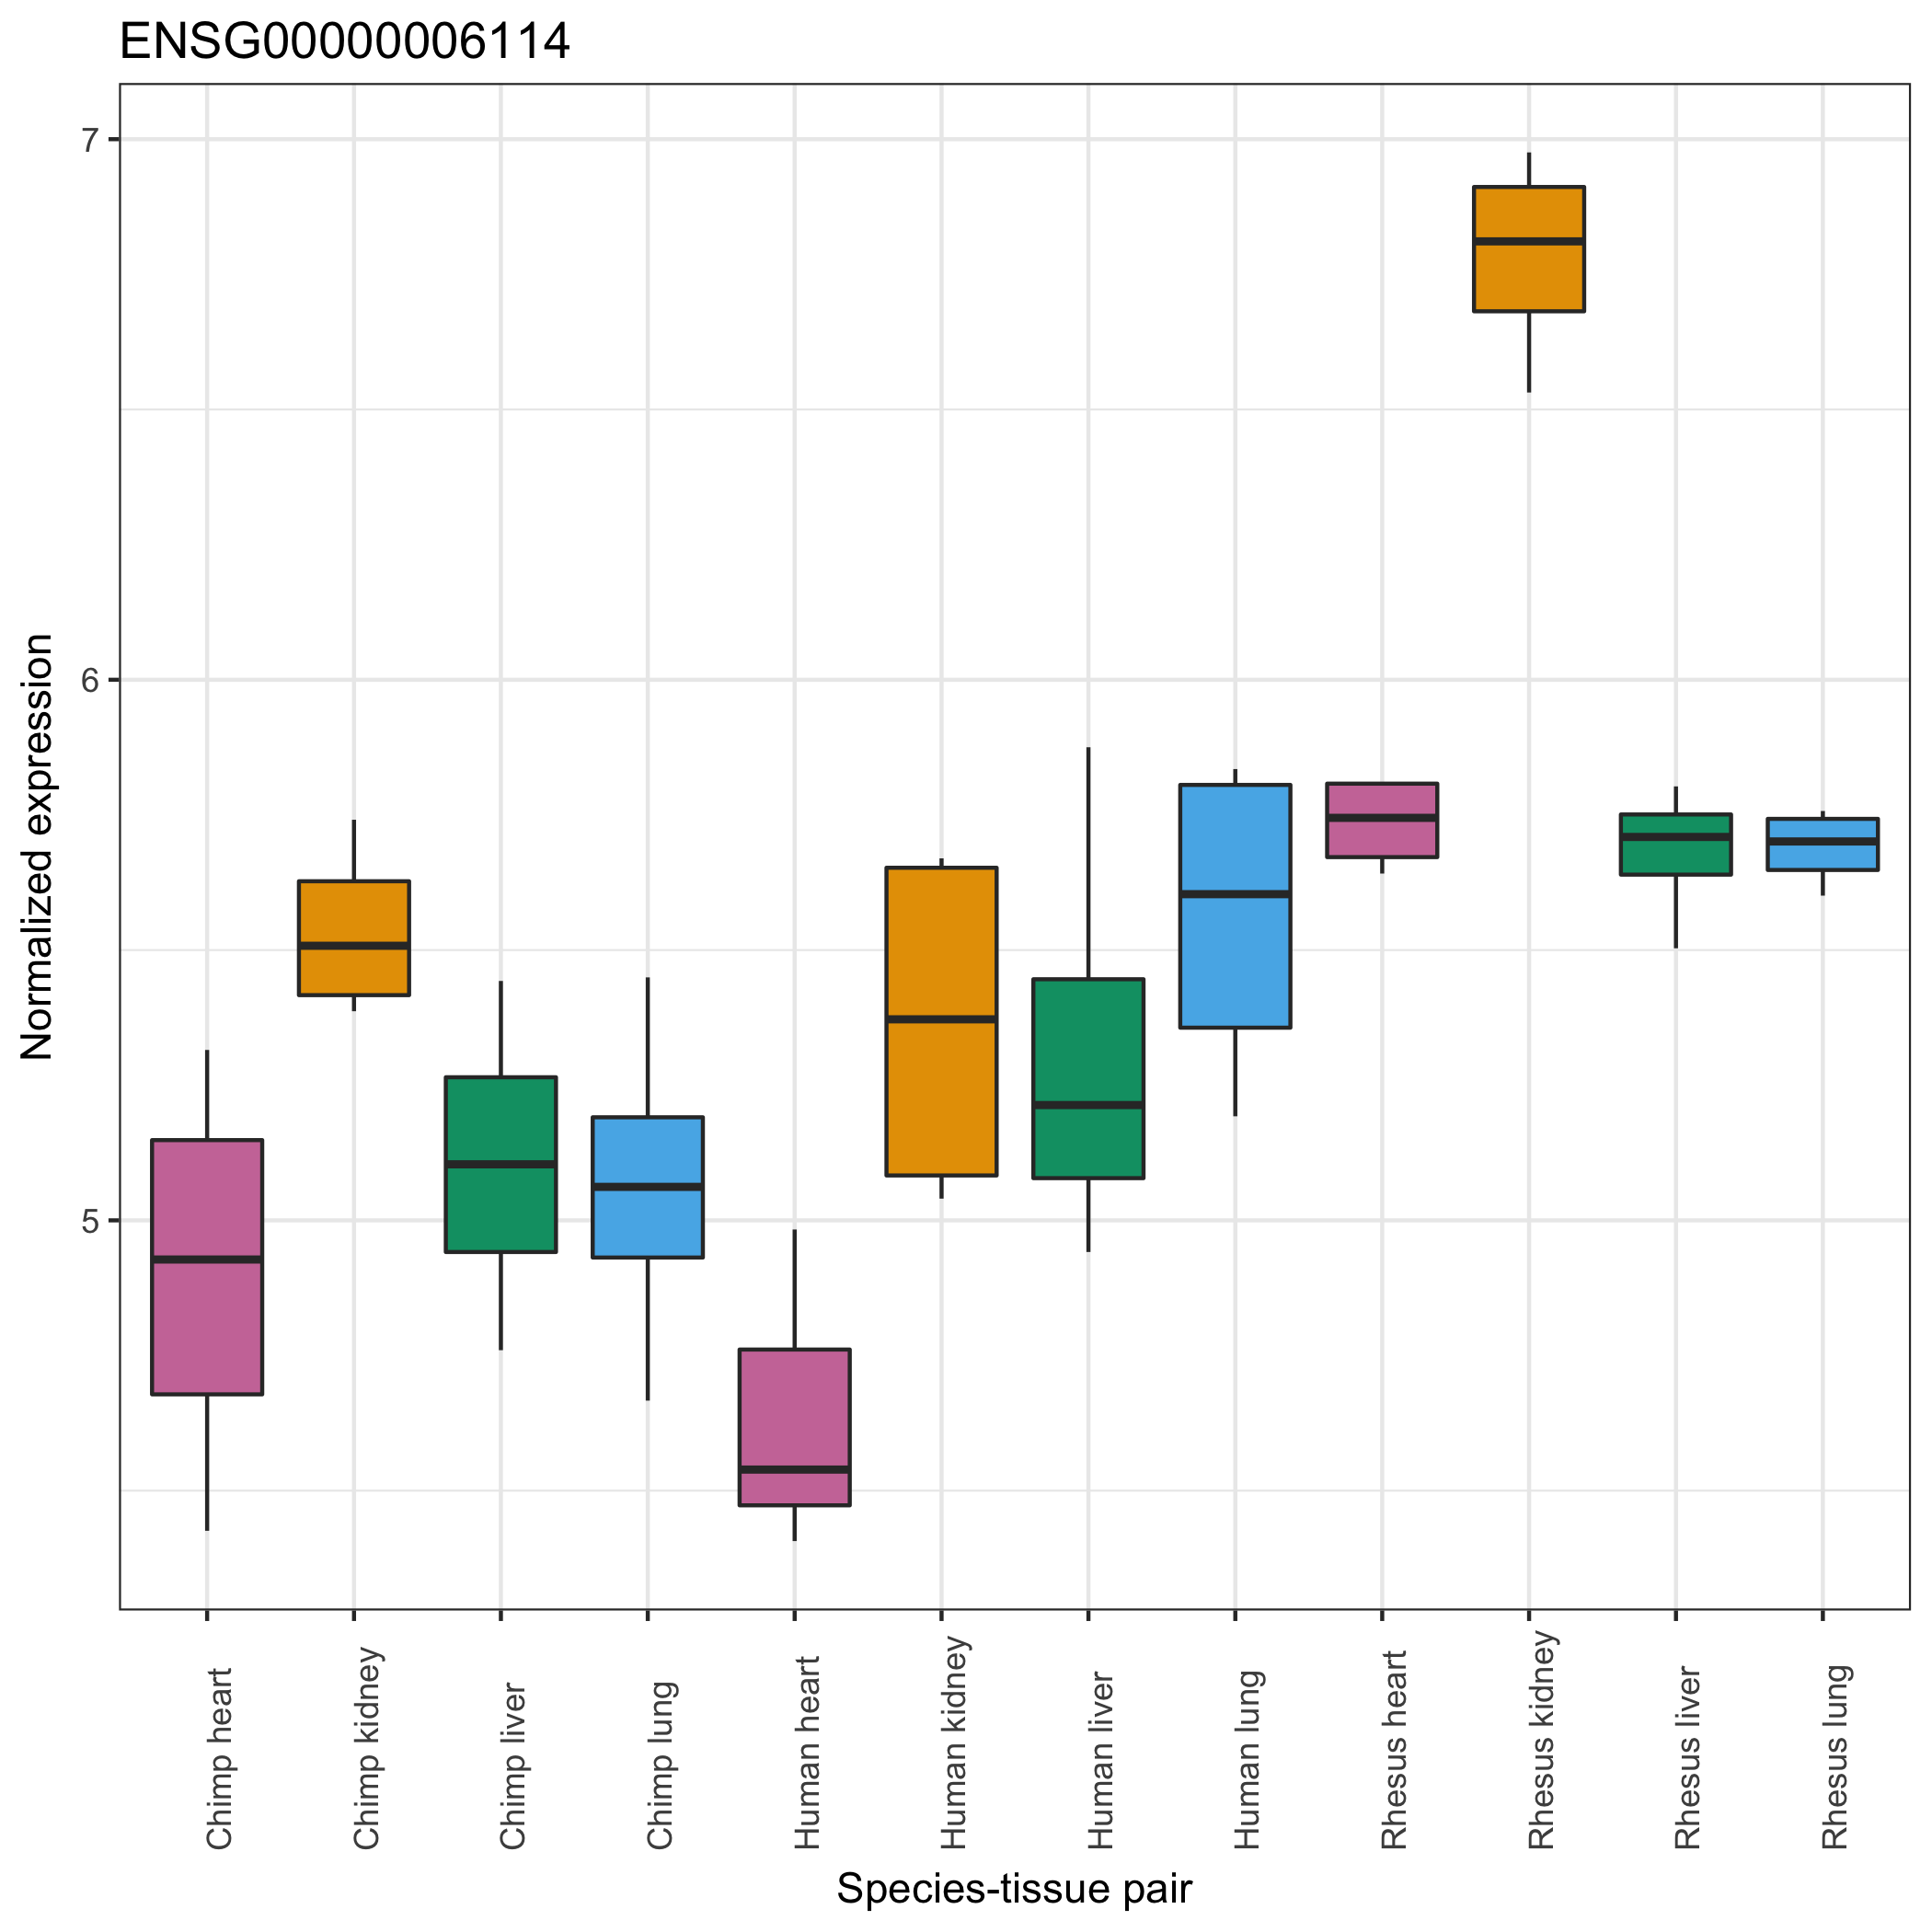 ENSG00000006114
Normalized expression
7
6
5
Chimp heart
Chimp kidney
Chimp liver
Chimp lung
Human heart
Human kidney
Human liver
Human lung
Rhesus heart
Rhesus kidney
Rhesus liver
Rhesus lung
Species-tissue pair